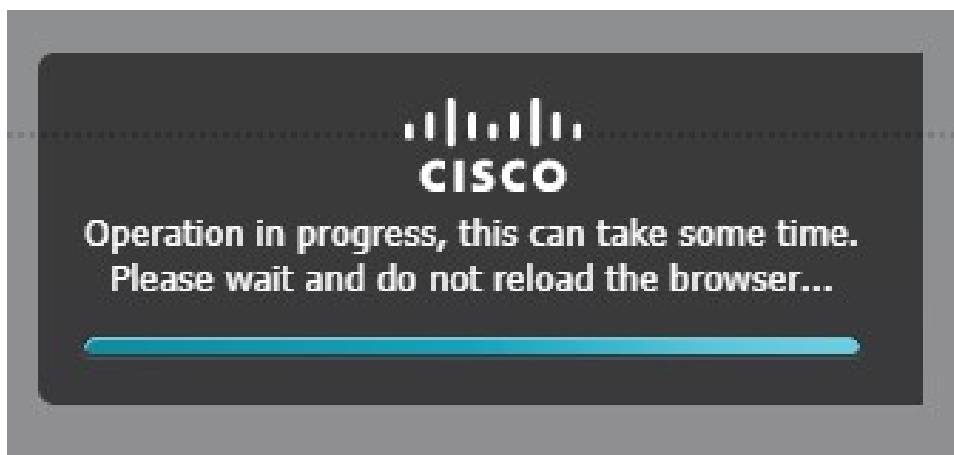 CISCO
Operation in progress, this can take some time.
Please wait and do not reload the browser...